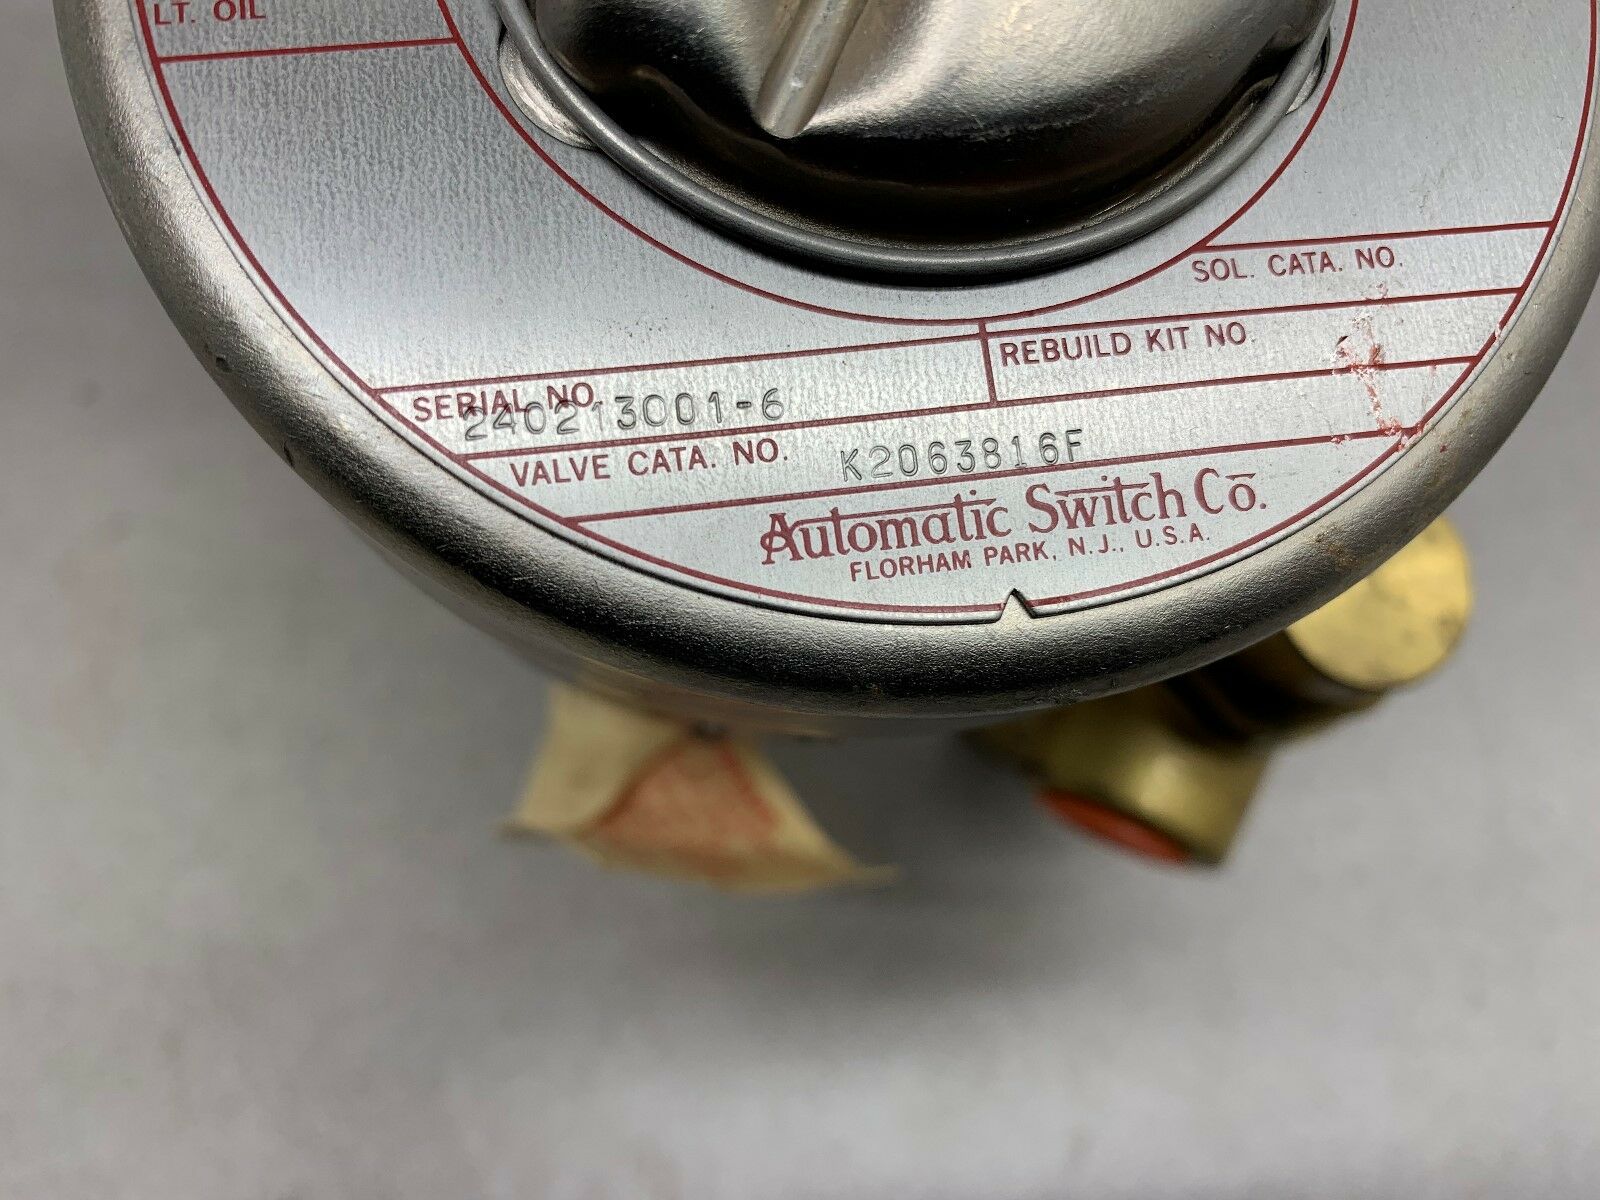 LT. OIL
SOL. CATA. NO.
REBUILD KIT NO.
SERIAL NO.
240213001-6
VALVE CATA. NO. K2063816F
Automatic Switch Co.
FLORHAM PARK, N.J., U.S.A.